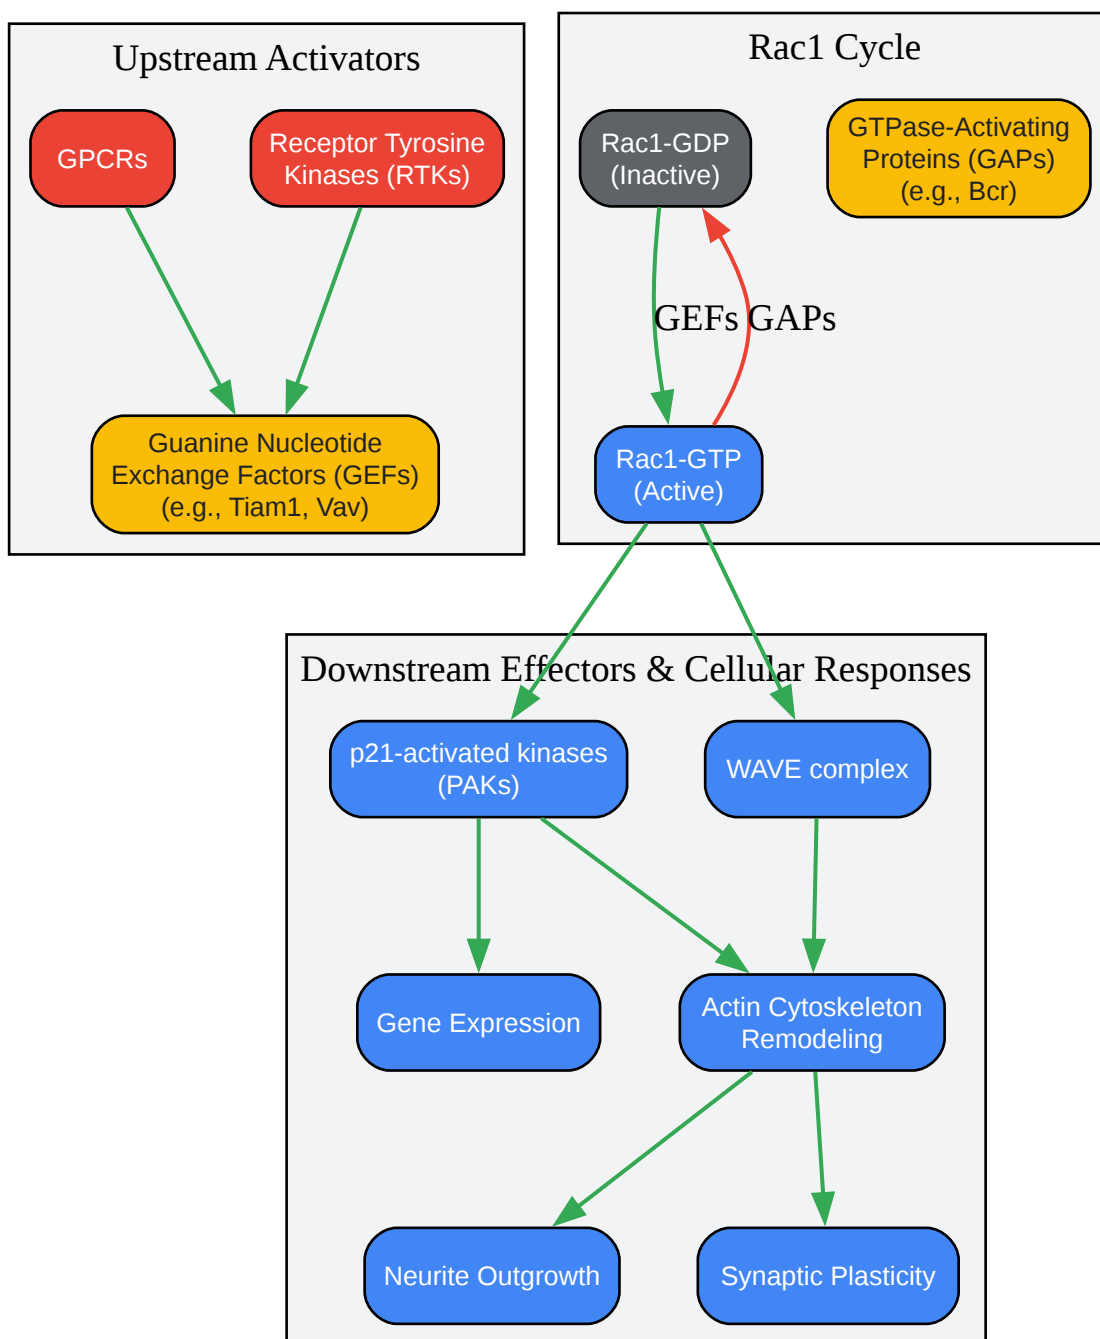 Upstream Activators
GPCRs
Receptor Tyrosine
Kinases (RTKs)
Guanine Nucleotide
Exchange Factors (GEFs)
(e.g., Tiam1, Vav)
Rac1 Cycle
Rac1-GDP
(Inactive)
GTPase-Activating
Proteins (GAPs)
(e.g., Bcr)
GEFs
GAPs
Rac1-GTP
(Active)
Downstream Effectors & Cellular Responses
p21-activated kinases
(PAKs)
WAVE complex
Gene Expression
Actin Cytoskeleton
Remodeling
Neurite Outgrowth
Synaptic Plasticity